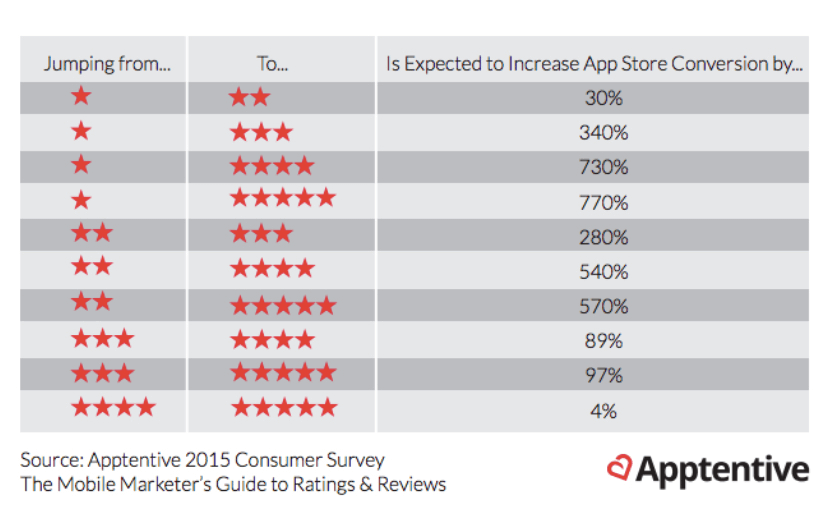 Jumping from... To... Is Expected to Increase App Store Conversion by...
30%
340%
730%
770%
280%
540%
570%
89%
97%
4%
Source: Apptentive 2015 Consumer Survey
The Mobile Marketer's Guide to Ratings & Reviews
Apptentive